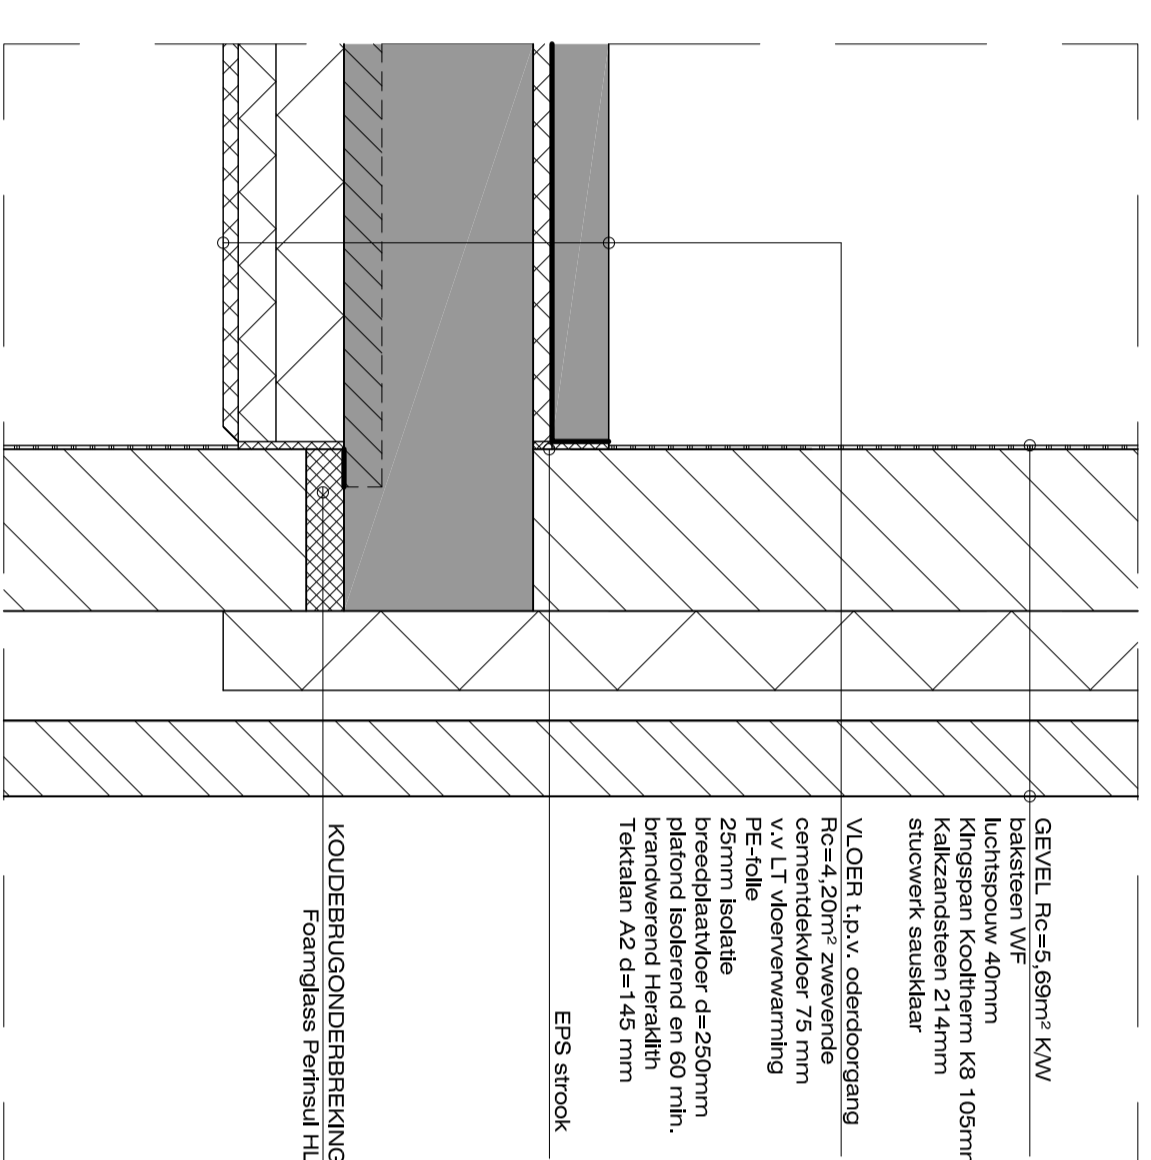 GEVEL Rc=5,69m² K/W
baksteen WF
luchtspouw 40mm
KIngspan Kooltherm K8 105mm
Kalkzandsteen 214mm
stucwerk sausklaar
VLOER t.p.v. oderdoorgang
Rc=4,20m² zwevende
cementdekvloer 75 mm
v.v LT vloerverwarming
PE-folie
25mm isolatie
breedplaatvloer d=250mm
plafond isolerend en 60 min.
brandwerend Heraklith
Tektalan A2 d=145 mm
EPS strook
KOUDEBRUGONDERBREKING
Foamglass Perinsul HL